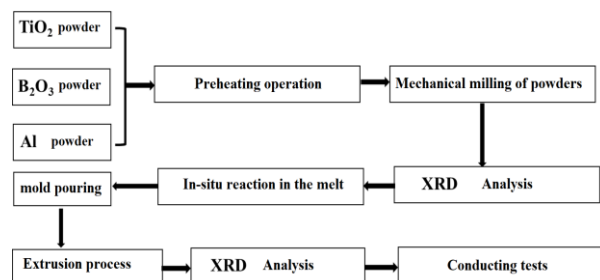 TiO₂ powder
B₂O₃ powder
Al powder
Preheating operation
Mechanical milling of powders
XRD Analysis
In-situ reaction in the melt
mold pouring
Extrusion process
XRD Analysis
Conducting tests